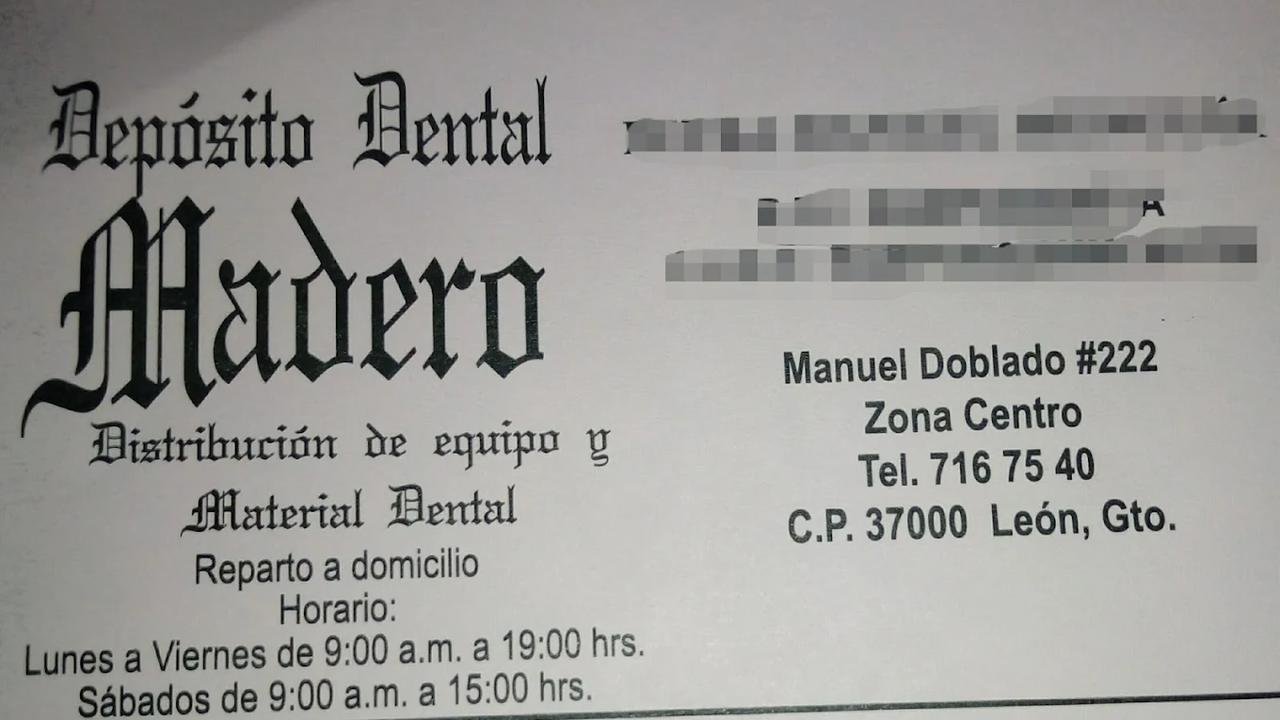 Depósito Dental
Madero
Distribución de equipo y
Material Dental
Reparto a domicilio
Horario:
Lunes a Viernes de 9:00 a.m. a 19:00 hrs.
Sábados de 9:00 a.m. a 15:00 hrs.
Manuel Doblado #222
Zona Centro
Tel. 716 75 40
C.P. 37000 León, Gto.